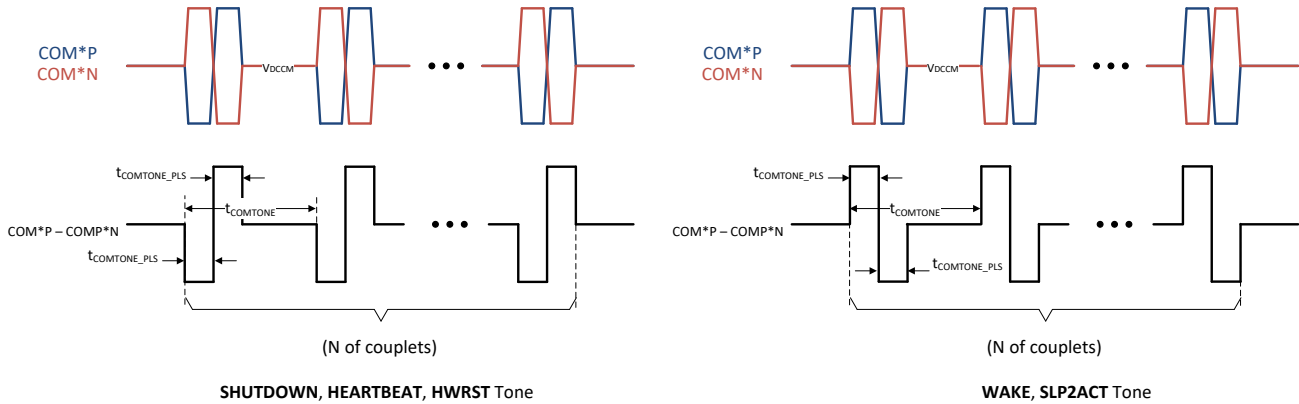 COM*P
COM*N
VDCCM
tCOMTONE_PLS
tCOMTONE
COM*P – COMP*N
tCOMTONE_PLS
(N of couplets)
SHUTDOWN, HEARTBEAT, HWRST Tone
COM*P
COM*N
VDCCM
tCOMTONE_PLS
tCOMTONE
COM*P – COMP*N
tCOMTONE_PLS
(N of couplets)
WAKE, SLP2ACT Tone